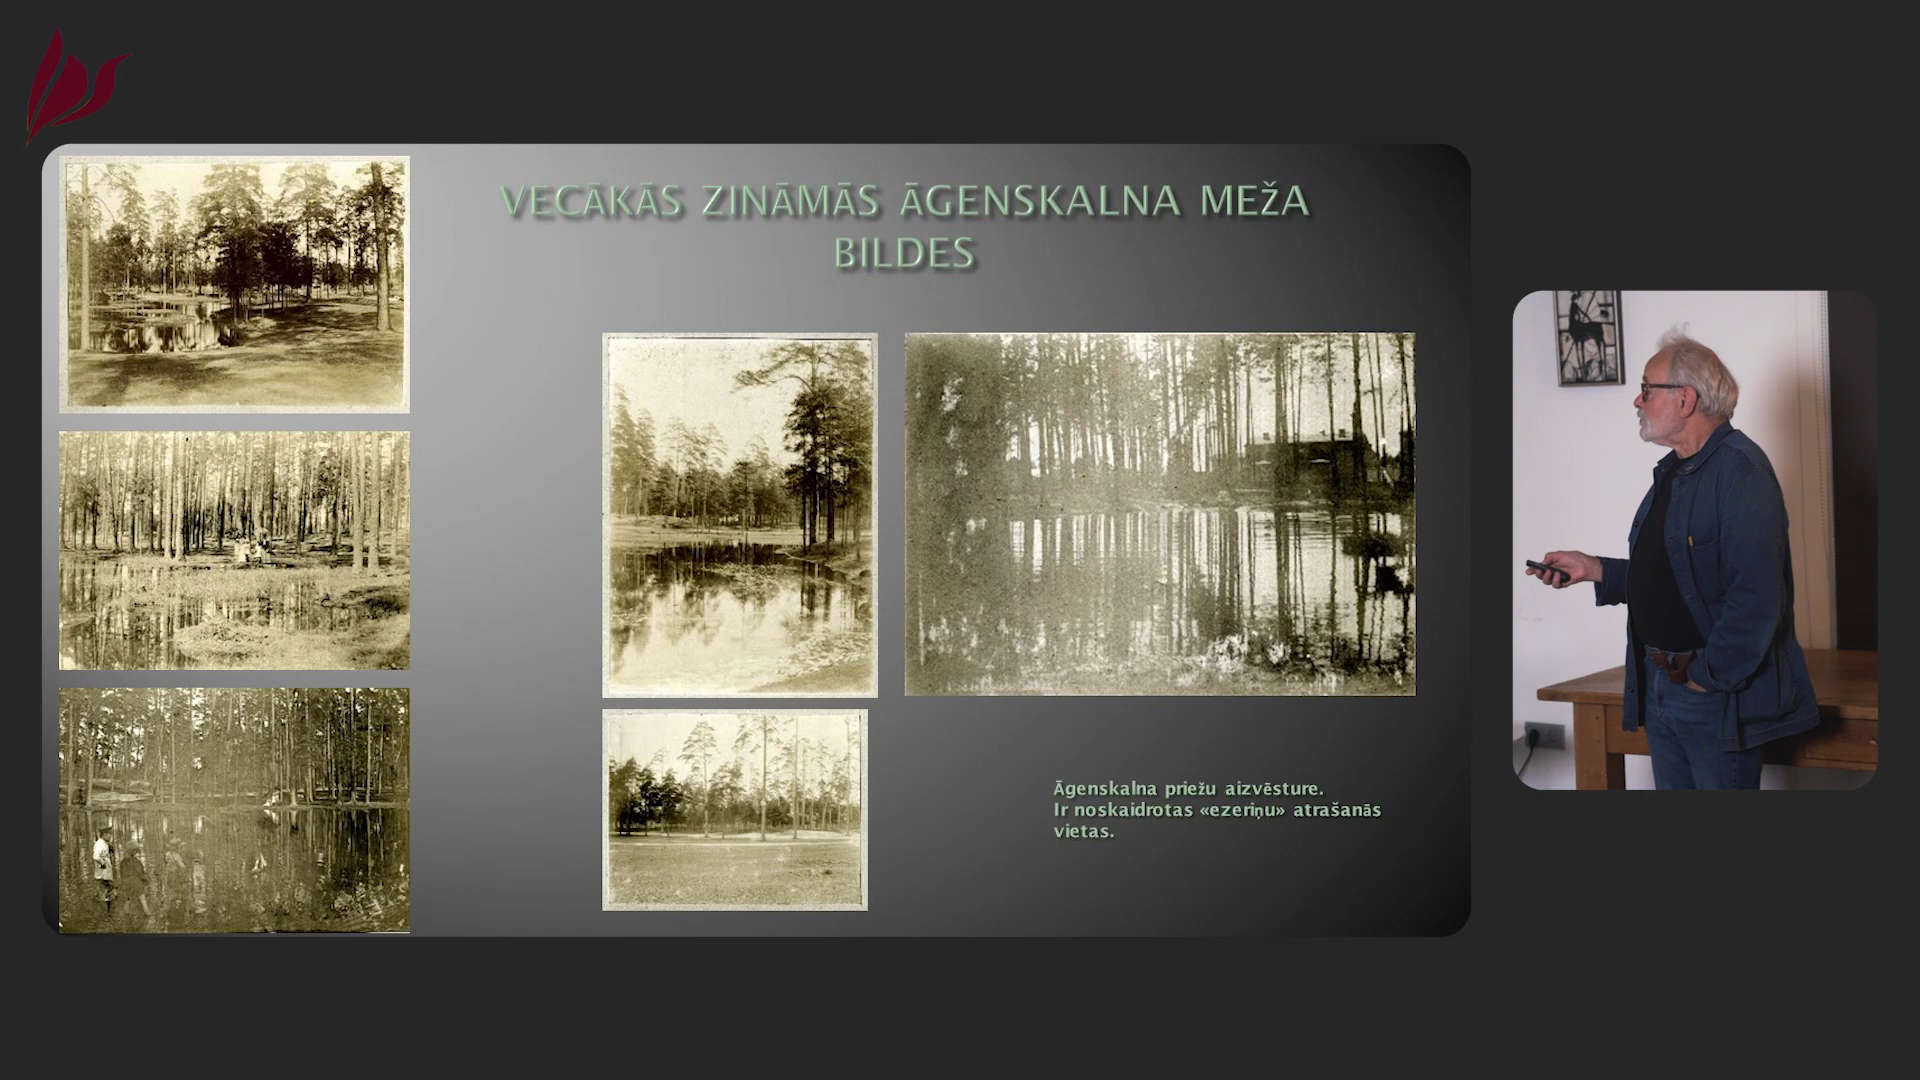 VECĀKĀS ZINĀMĀS ĀGENSKALNA MEŽA
BILDES
Āgenskalna priežu aizvēsture.
Ir noskaidrotas «ezeriņu» atrašanās
vietas.